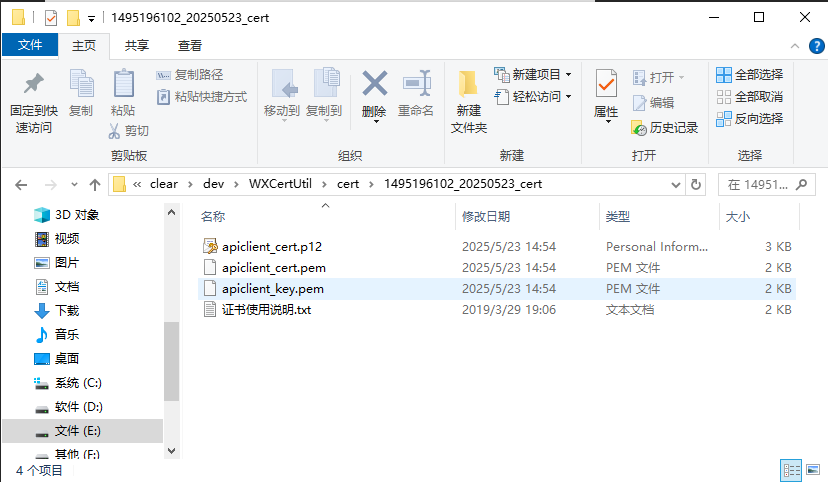 1495196102_20250523_cert
文件 主页 共享 查看
固定到快速访问
复制
粘贴
复制路径
粘贴快捷方式
剪切
剪贴板
移动到 复制到 删除 重命名
组织
新建文件夹
新建项目
轻松访问
新建
属性
打开
编辑
历史记录
打开
全部选择
全部取消
反向选择
选择
« clear › dev › WXCertUtil › cert › 1495196102_20250523_cert
在 14951...
3D 对象
视频
图片
文档
下载
音乐
桌面
系统 (C:)
软件 (D:)
文件 (E:)
其他 (F:)
名称 修改日期 类型 大小
apiclient_cert.p12 2025/5/23 14:54 Personal Inform... 3 KB
apiclient_cert.pem 2025/5/23 14:54 PEM 文件 2 KB
apiclient_key.pem 2025/5/23 14:54 PEM 文件 2 KB
证书使用说明.txt 2019/3/29 19:06 文本文档 2 KB
4 个项目